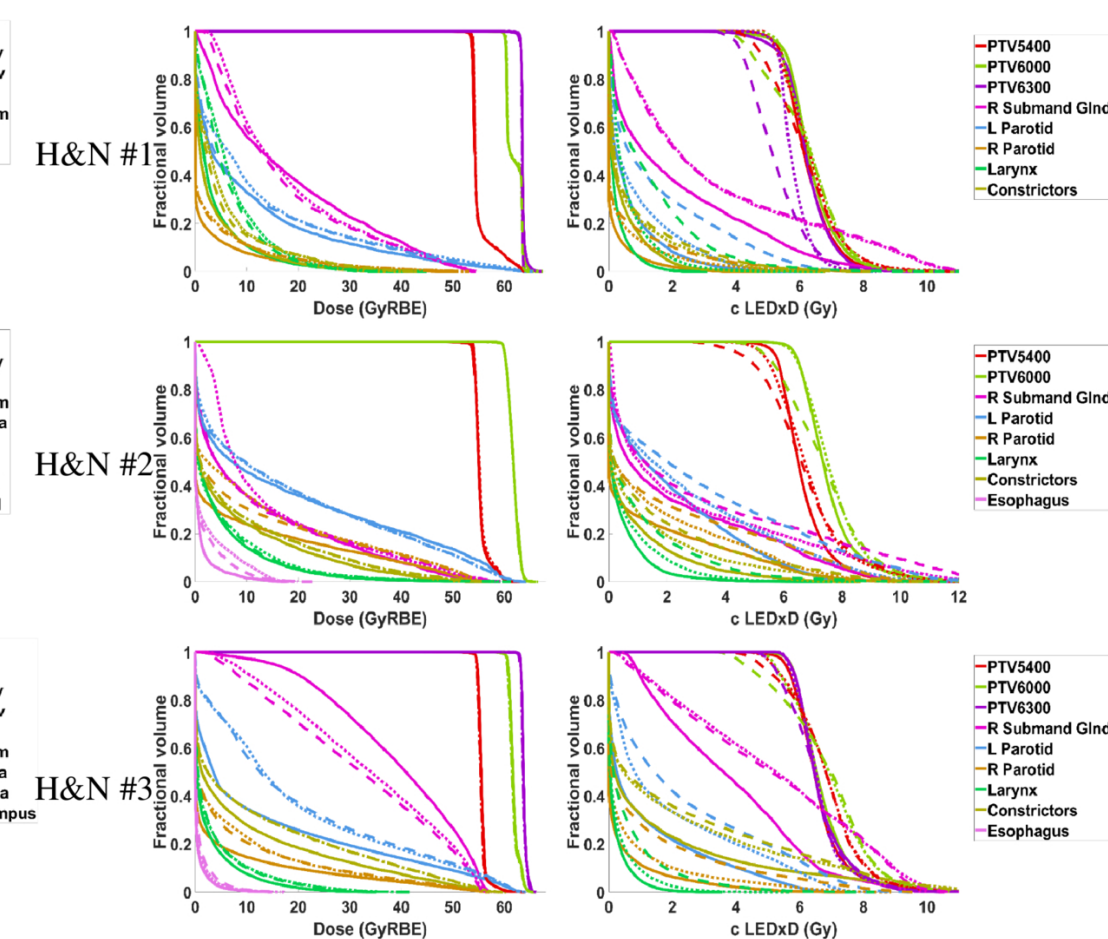 H&N #1
Fractional volume
1
0.8
0.6
0.4
0.2
0
0 10 20 30 40 50 60
Dose (GyRBE)
Fractional volume
1
0.8
0.6
0.4
0.2
0
0 2 4 6 8 10
c LEDxD (Gy)
PTV5400
PTV6000
PTV6300
R Submand Glnd
L Parotid
R Parotid
Larynx
Constrictors
H&N #2
Fractional volume
1
0.8
0.6
0.4
0.2
0
0 10 20 30 40 50 60
Dose (GyRBE)
Fractional volume
1
0.8
0.6
0.4
0.2
0
0 2 4 6 8 10 12
c LEDxD (Gy)
PTV5400
PTV6000
R Submand Glnd
L Parotid
R Parotid
Larynx
Constrictors
Esophagus
H&N #3
Fractional volume
1
0.8
0.6
0.4
0.2
0
0 10 20 30 40 50 60
Dose (GyRBE)
Fractional volume
1
0.8
0.6
0.4
0.2
0
0 2 4 6 8 10
c LEDxD (Gy)
PTV5400
PTV6000
PTV6300
R Submand Glnd
L Parotid
R Parotid
Larynx
Constrictors
Esophagus